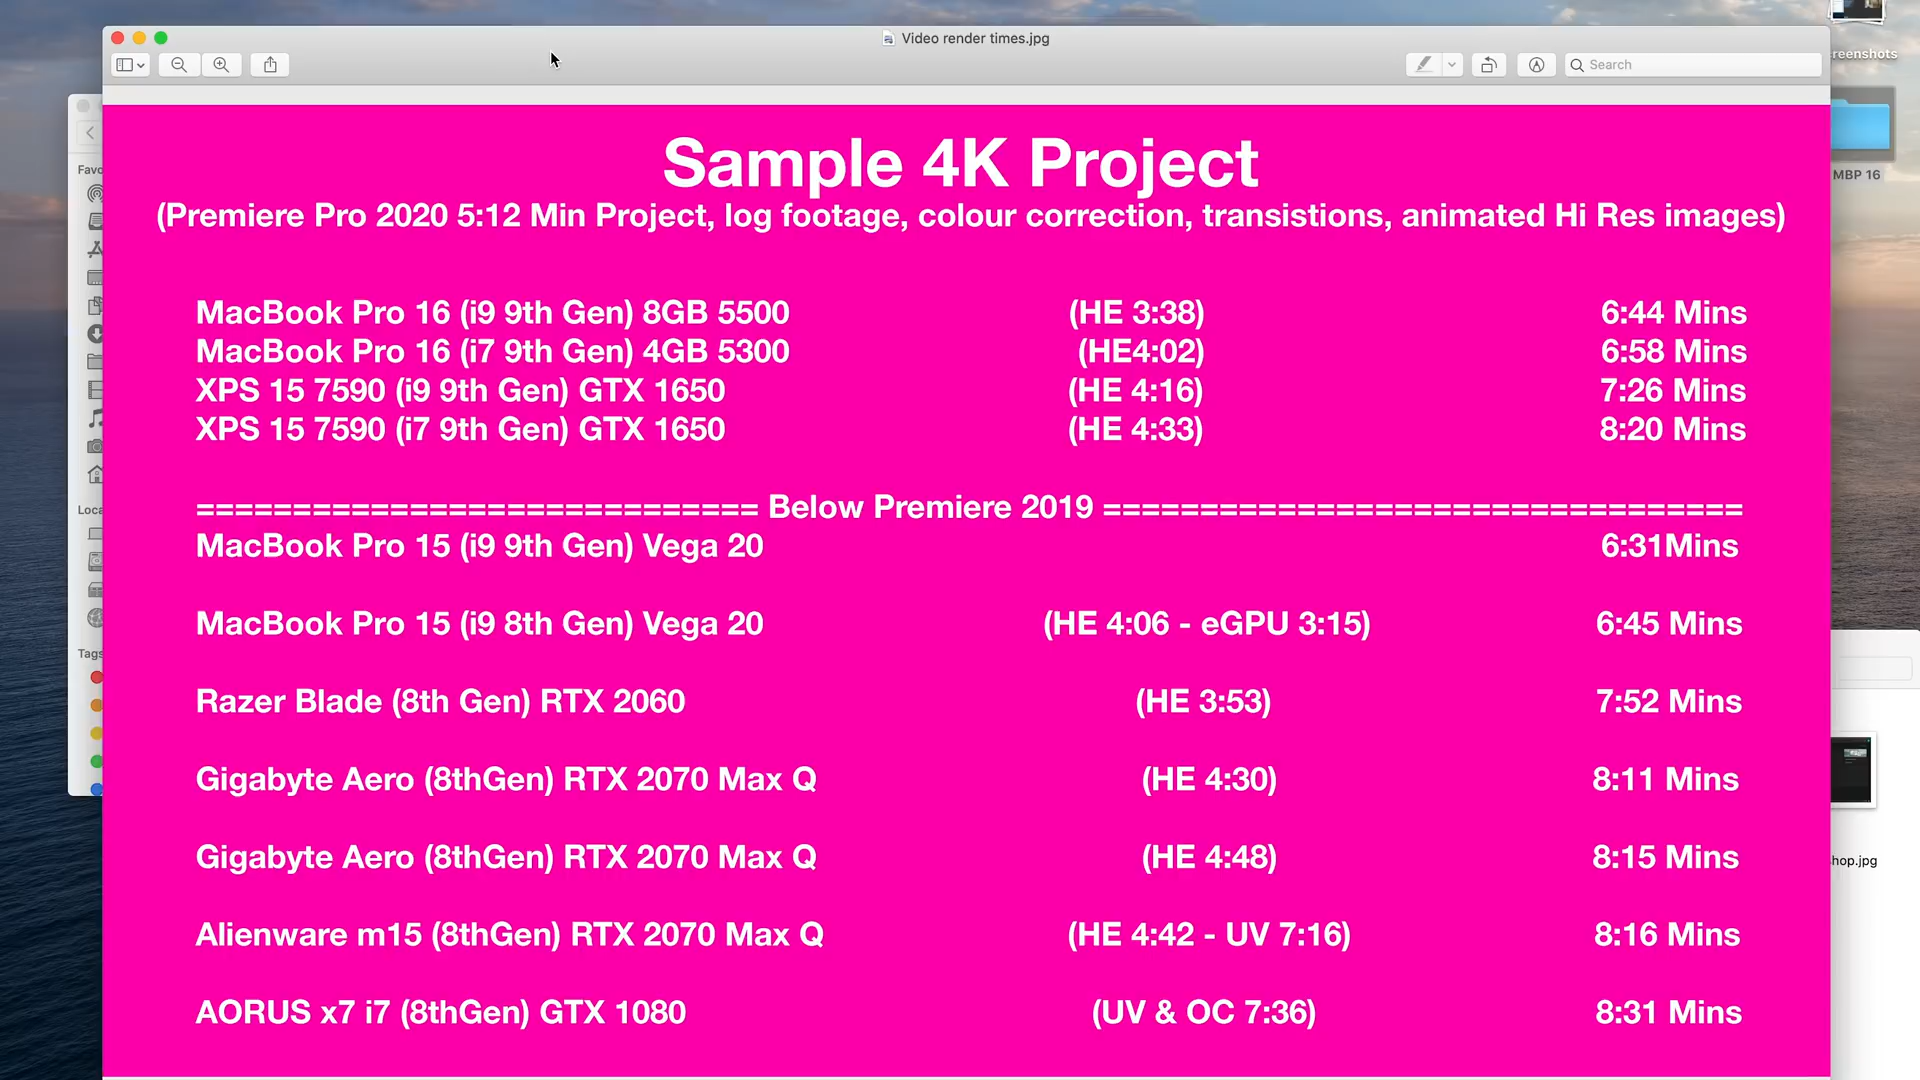 Video render times.jpg
Search
reenshots
Favo
MBP 16
Sample 4K Project
(Premiere Pro 2020 5:12 Min Project, log footage, colour correction, transistions, animated Hi Res images)
MacBook Pro 16 (i9 9th Gen) 8GB 5500 (HE 3:38) 6:44 Mins
MacBook Pro 16 (i7 9th Gen) 4GB 5300 (HE4:02) 6:58 Mins
XPS 15 7590 (i9 9th Gen) GTX 1650 (HE 4:16) 7:26 Mins
XPS 15 7590 (i7 9th Gen) GTX 1650 (HE 4:33) 8:20 Mins
Loca
============================ Below Premiere 2019 ================================
MacBook Pro 15 (i9 9th Gen) Vega 20 6:31Mins
MacBook Pro 15 (i9 8th Gen) Vega 20 (HE 4:06 - eGPU 3:15) 6:45 Mins
Tags
Razer Blade (8th Gen) RTX 2060 (HE 3:53) 7:52 Mins
Gigabyte Aero (8thGen) RTX 2070 Max Q (HE 4:30) 8:11 Mins
Gigabyte Aero (8thGen) RTX 2070 Max Q (HE 4:48) 8:15 Mins
hop.jpg
Alienware m15 (8thGen) RTX 2070 Max Q (HE 4:42 - UV 7:16) 8:16 Mins
AORUS x7 i7 (8thGen) GTX 1080 (UV & OC 7:36) 8:31 Mins